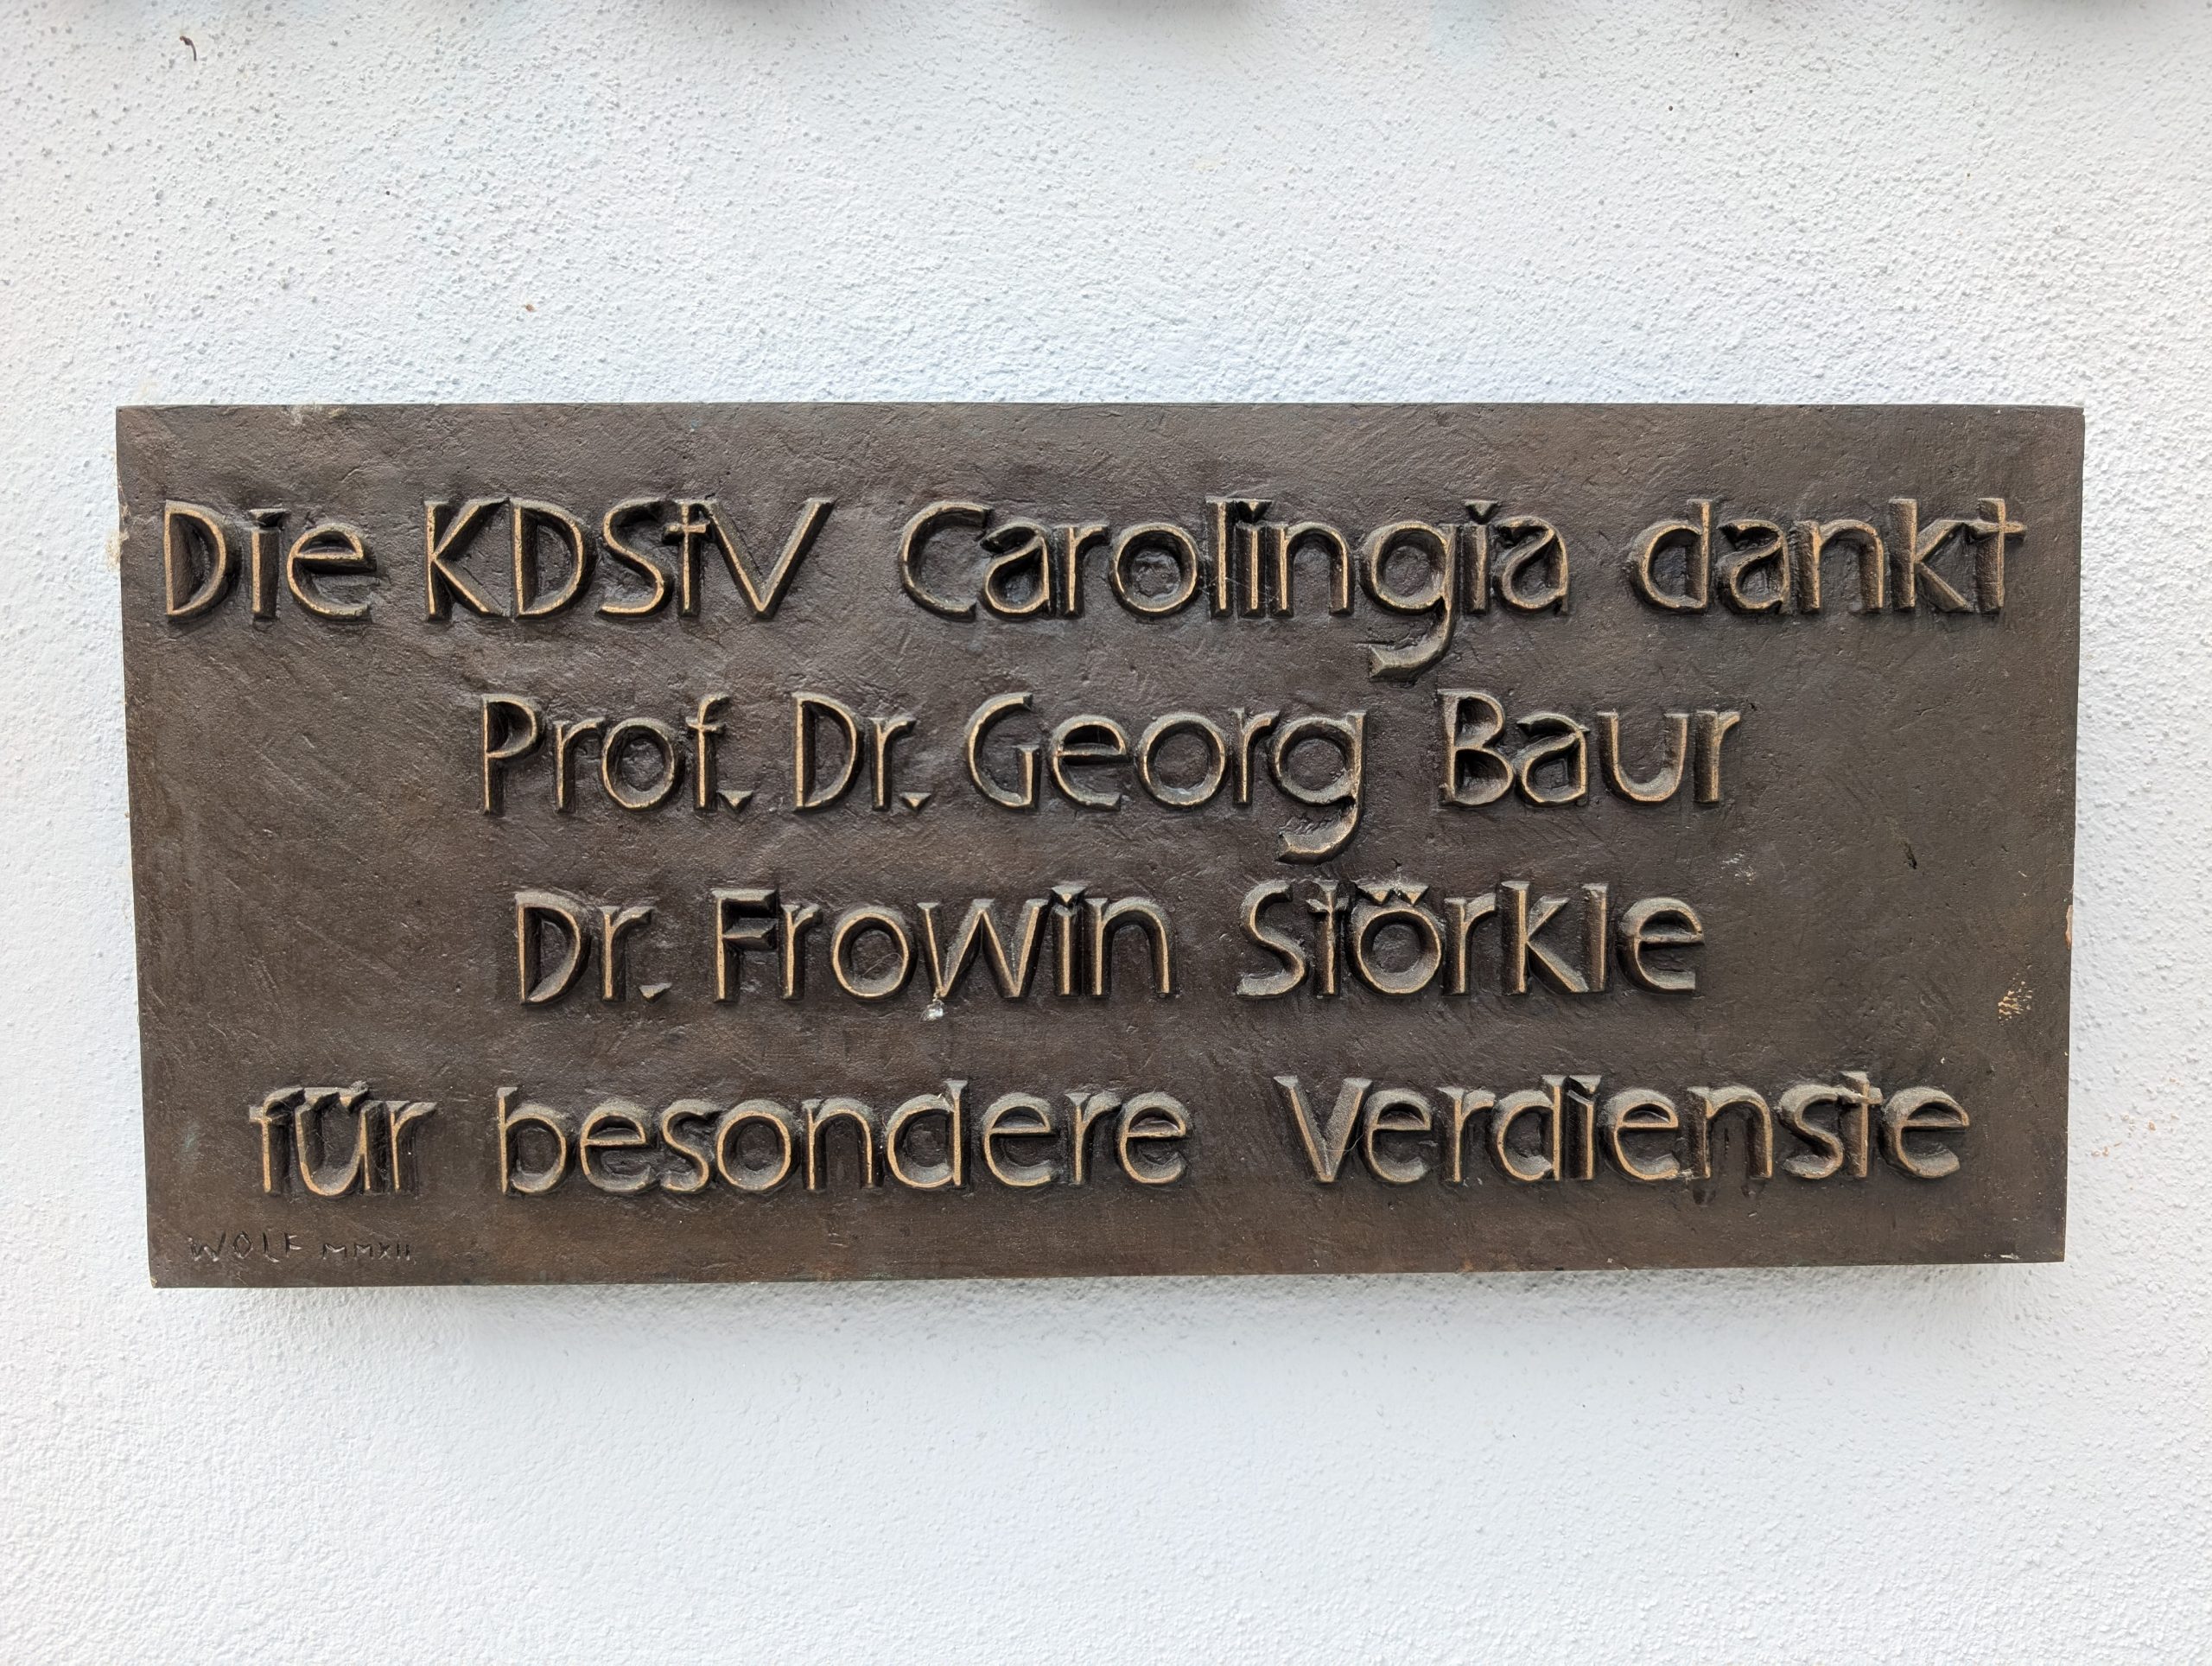 Die KDStV Carolingia dankt
Prof. Dr. Georg Baur
Dr. Frowin Störkle
für besondere Verdienste
WOLF MMXII